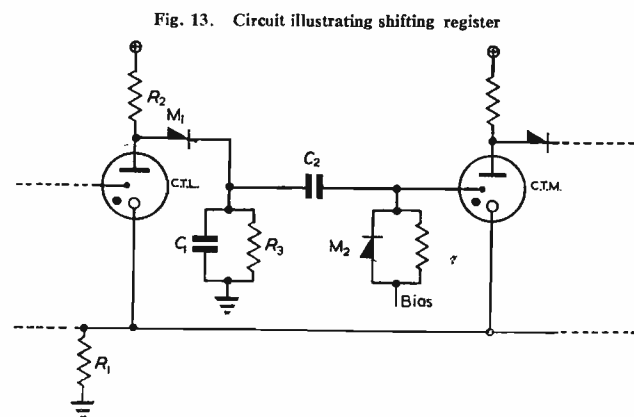 Fig. 13. Circuit illustrating shifting register
R2
M1
C.T.L.
C2
C.T.M.
C1
R3
M2
Bias
R1